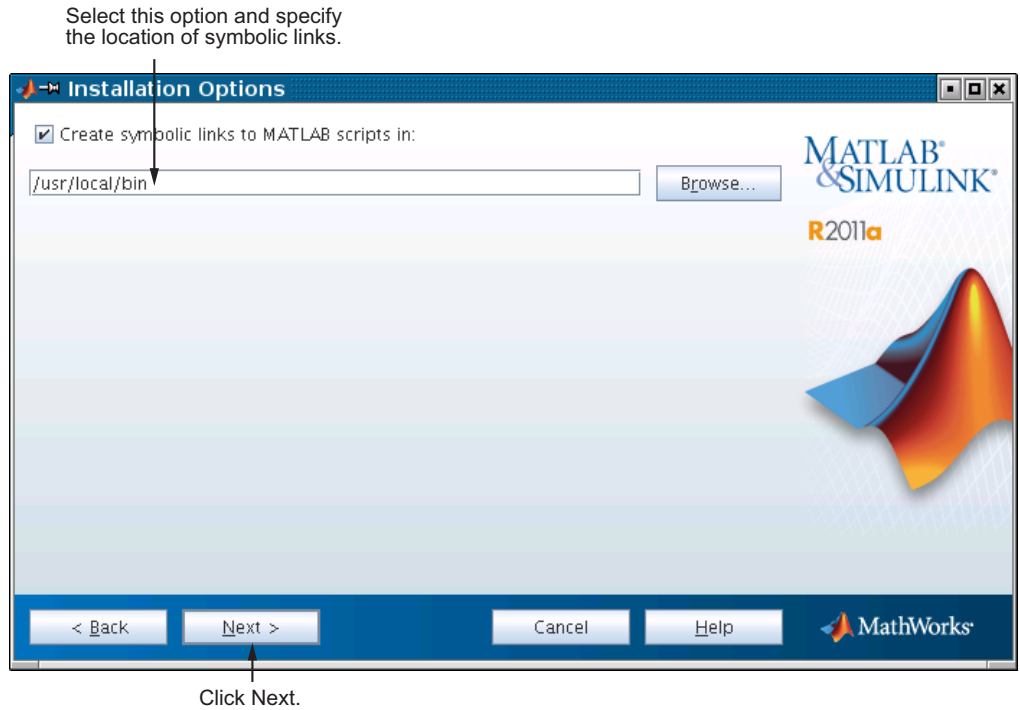 Select this option and specify
the location of symbolic links.
Installation Options
Create symbolic links to MATLAB scripts in:
/usr/local/bin
Browse...
MATLAB®
&SIMULINK®
R2011a
< Back
Next >
Cancel
Help
MathWorks®
Click Next.